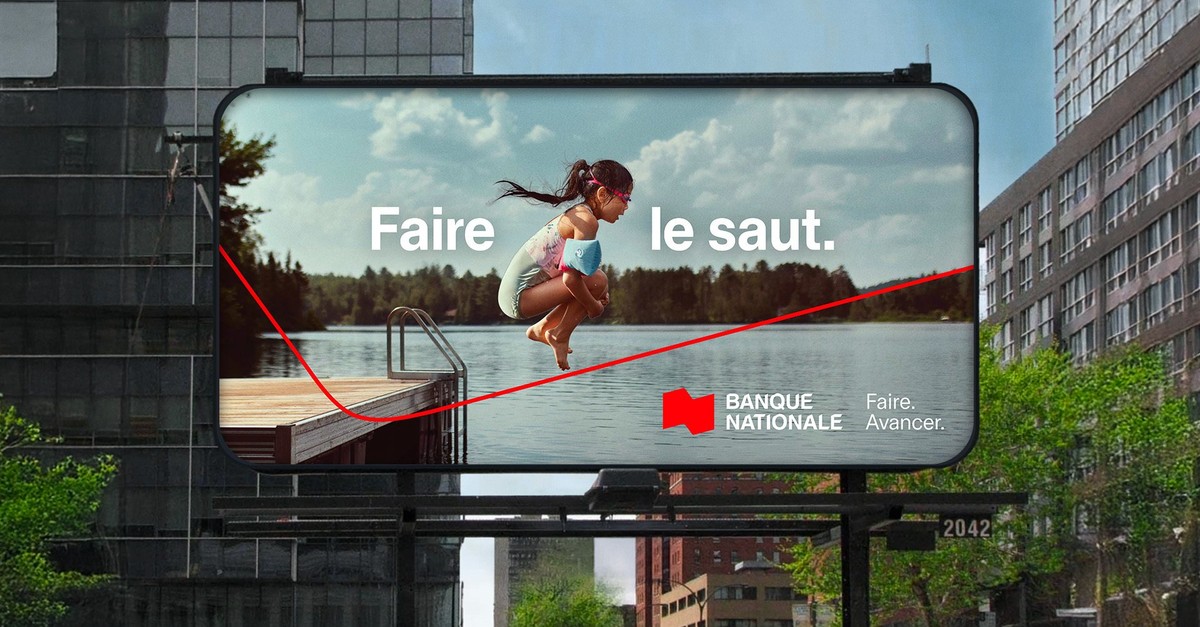 Faire le saut.
BANQUE
NATIONALE
Faire.
Avancer.
2042